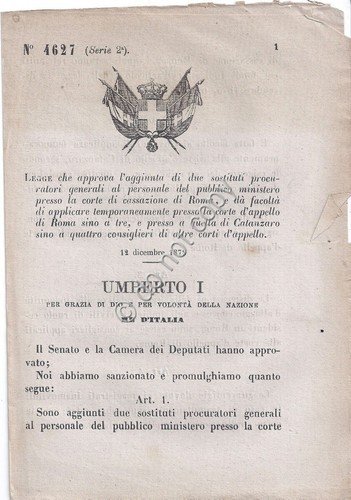 N° 4627 (Serie 2ª).
1
LEGGE che approva l'aggiunta di due sostituti procu-
ratori generali al personale del pubblico ministero
presso la corte di cassazione di Roma, e dà facoltà
di applicare temporaneamente presso la corte d'appello
di Roma sino a tre, e presso a quella di Catanzaro
sino a quattro consiglieri di altre corti d'appello.
12 dicembre
UMBERTO I
PER GRAZIA DI DIO E PER VOLONTÀ DELLA NAZIONE
RE D'ITALIA
Il Senato e la Camera dei Deputati hanno appro-
vato;
Noi abbiamo sanzionato e promulghiamo quanto
segue:
Art. 1.
Sono aggiunti due sostituti procuratori generali
al personale del pubblico ministero presso la corte